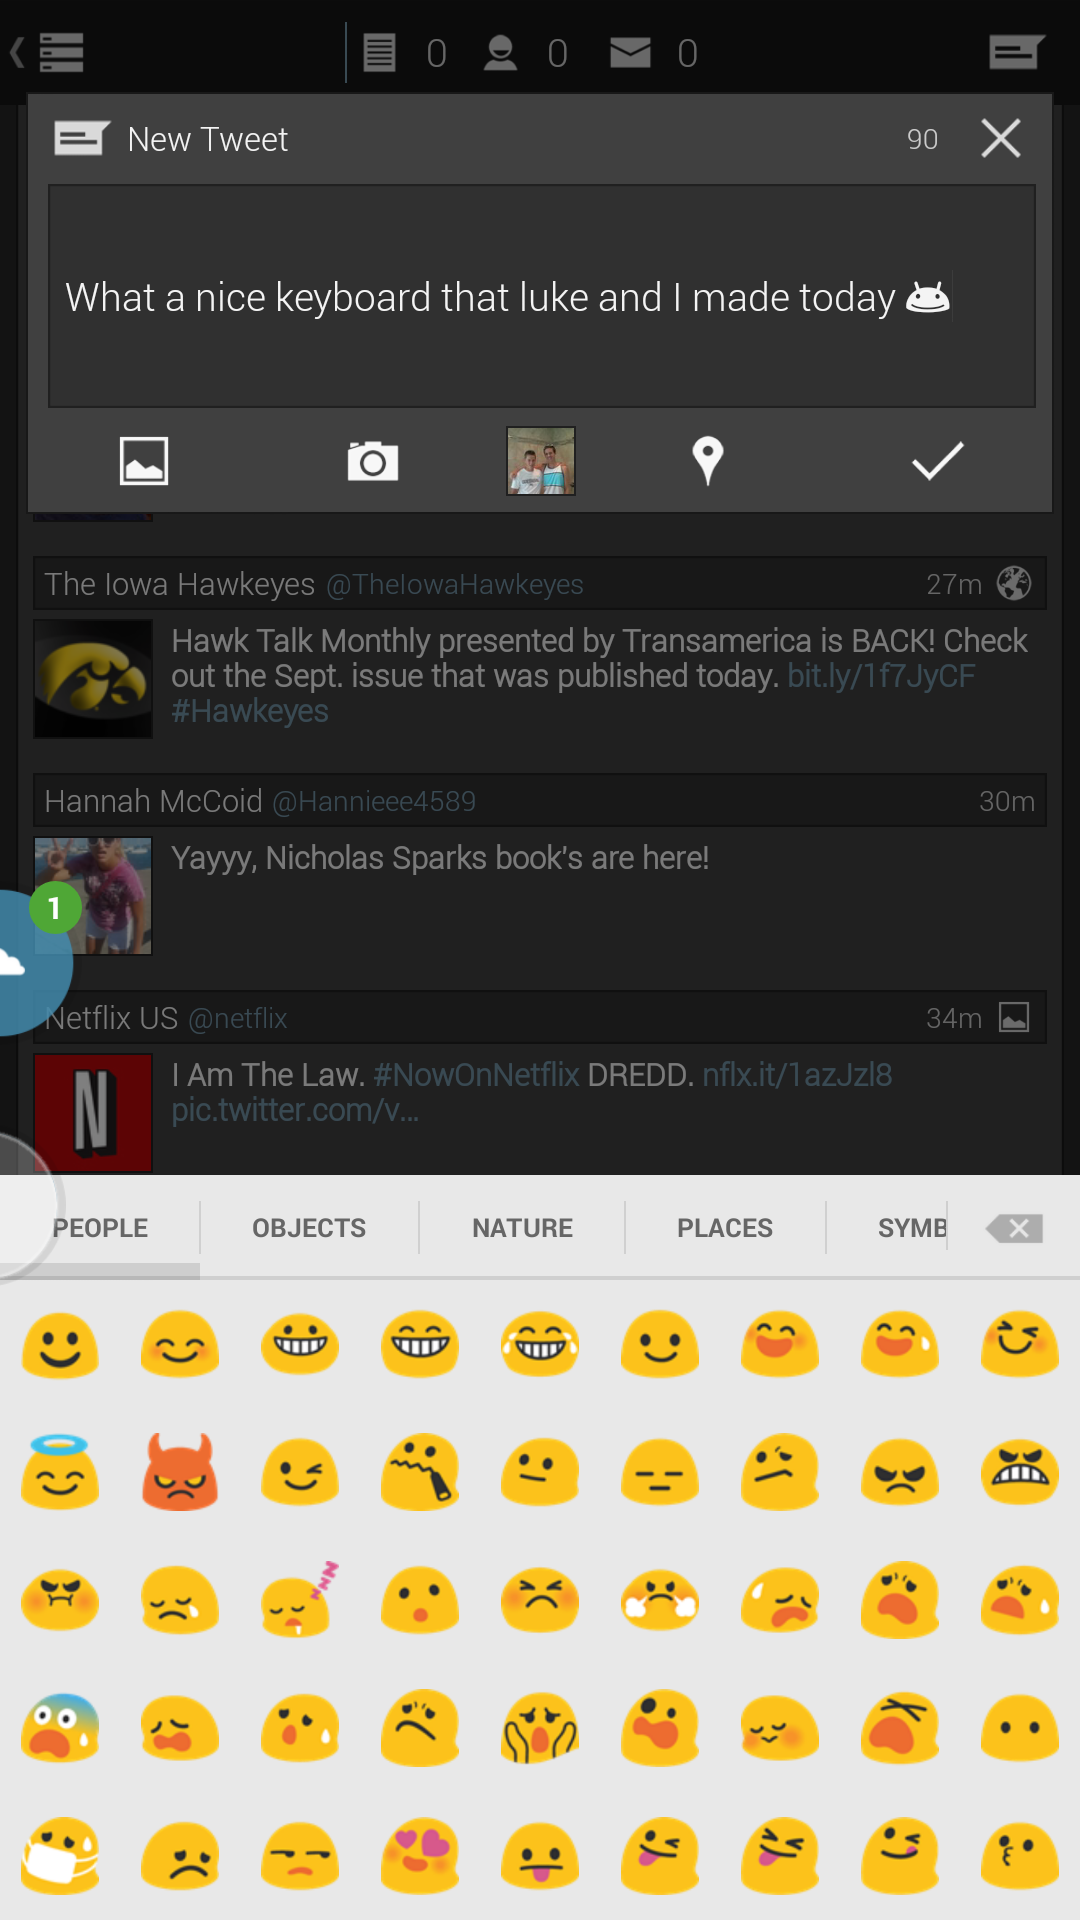 0 0 0
New Tweet 90
What a nice keyboard that luke and I made today
The Iowa Hawkeyes @TheIowaHawkeyes 27m
Hawk Talk Monthly presented by Transamerica is BACK! Check
out the Sept. issue that was published today. bit.ly/1f7JyCF
#Hawkeyes
Hannah McCoid @Hannieee4589 30m
Yayyy, Nicholas Sparks book's are here!
1
Netflix US @netflix 34m
N
I Am The Law. #NowOnNetflix DREDD. nflx.it/1azJzl8
pic.twitter.com/v...
PEOPLE OBJECTS NATURE PLACES SYMB